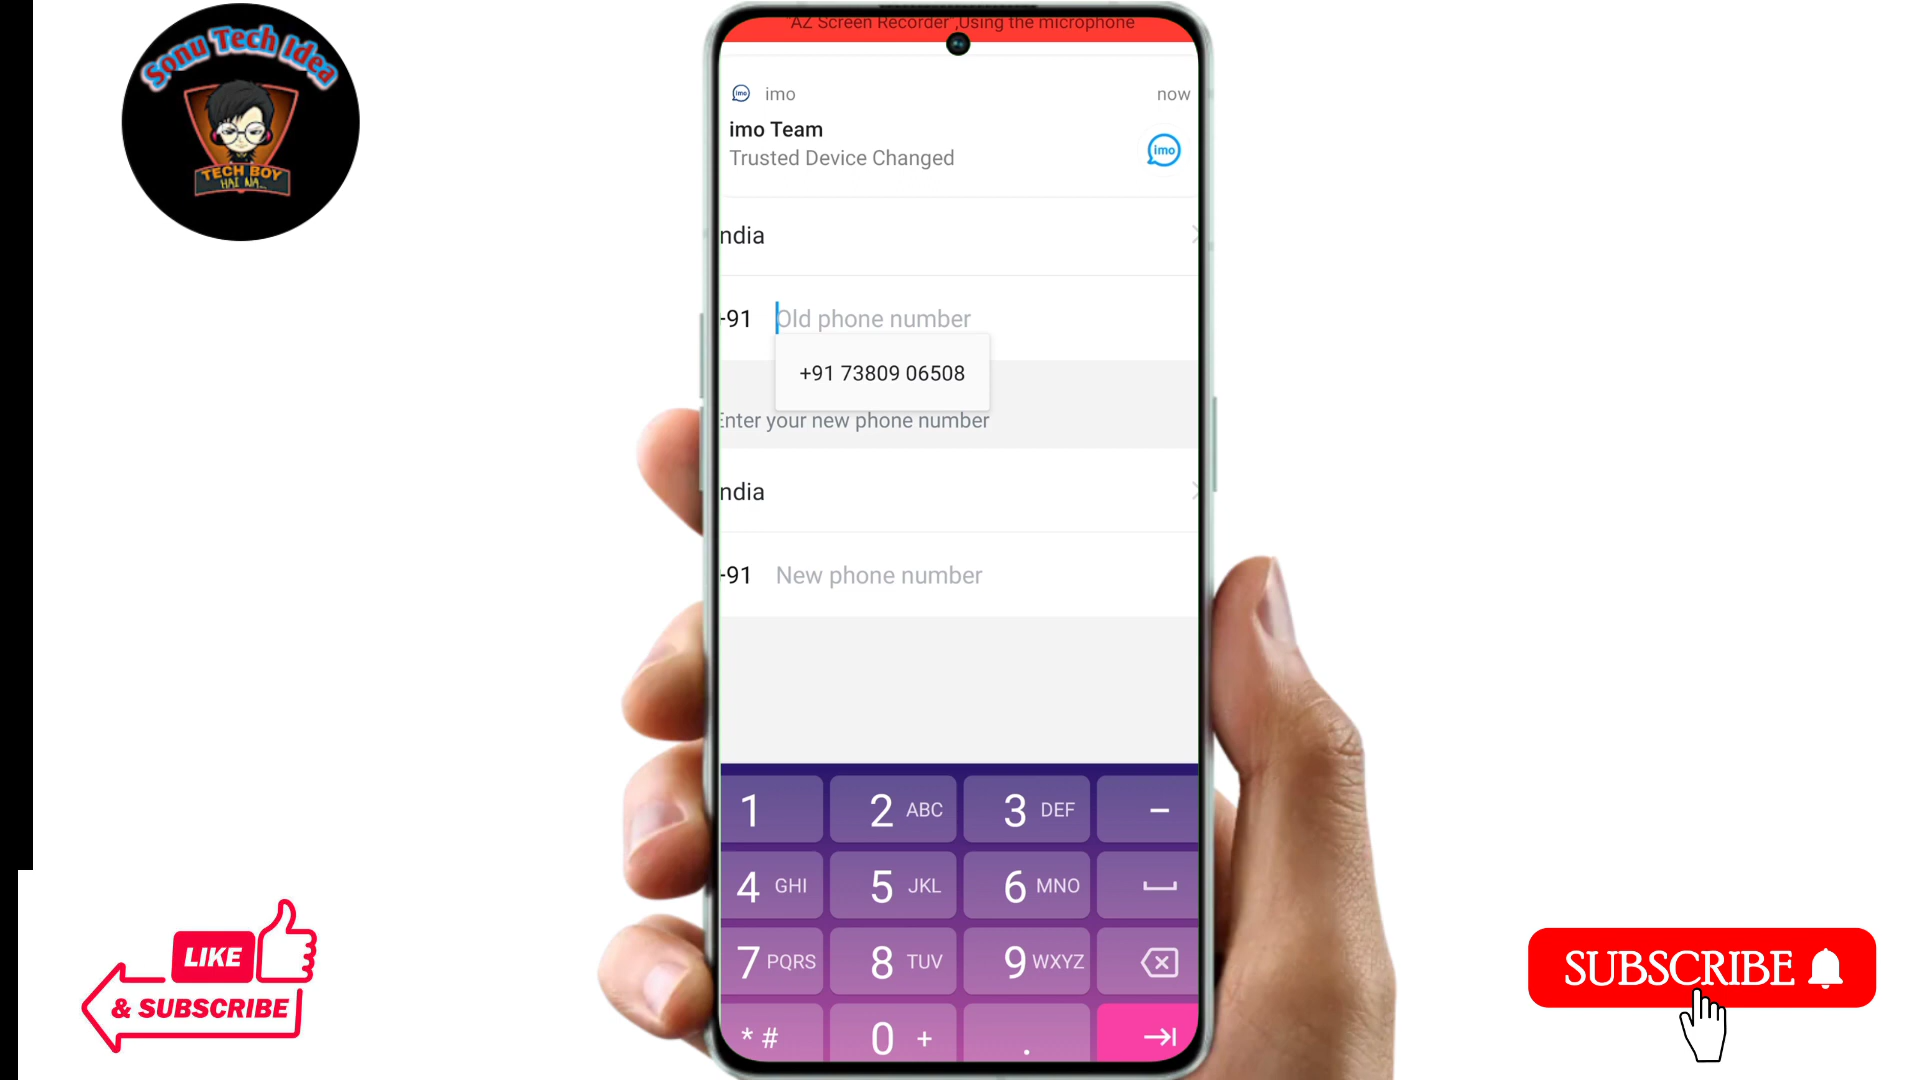 Sonu Tech Idea
TECH BOY
HAI NA...
"AZ Screen Recorder",Using the microphone
imo
imo
now
imo Team
Trusted Device Changed
imo
ndia
-91
Old phone number
+91 73809 06508
Enter your new phone number
ndia
-91
New phone number
1
2 ABC
3 DEF
–
4 GHI
5 JKL
6 MNO
7 PQRS
8 TUV
9 WXYZ
* #
0 +
.
LIKE
& SUBSCRIBE
SUBSCRIBE